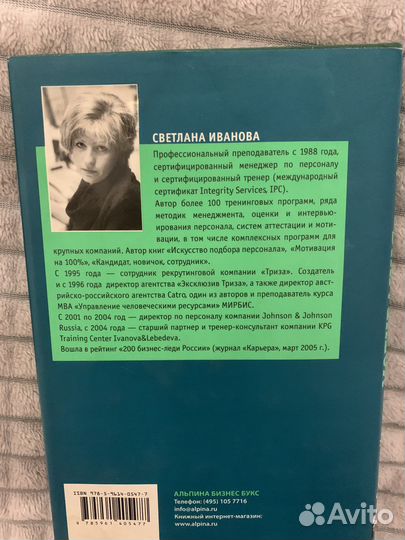 СВЕТЛАНА ИВАНОВА
Профессиональный преподаватель с 1988 года,
сертифицированный менеджер по персоналу
и сертифицированный тренер (международный
сертификат Integrity Services, IPC).
Автор более 100 тренинговых программ, ряда
методик менеджмента, оценки и интервью-
ирования персонала, систем аттестации и моти-
вации, в том числе комплексных программ для
крупных компаний. Автор книг «Искусство подбора персонала», «Мотивация
на 100%», «Кандидат, новичок, сотрудник».
С 1995 года — сотрудник рекрутинговой компании «Триза». Создатель
и с 1996 года директор агентства «Эксклюзив Триза», а также директор авст-
рийско-российского агентства Catro, один из авторов и преподаватель курса
МВА «Управление человеческими ресурсами» МИРБИС.
С 2001 по 2004 год — директор по персоналу компании Johnson & Johnson
Russia, с 2004 года — старший партнер и тренер-консультант компании KPG
Training Center Ivanova&Lebedeva.
Вошла в рейтинг «200 бизнес-леди России» (журнал «Карьера», март 2005 г.).
ISBN 978-5-9614-0547-7
9 785961 405477
АЛЬПИНА БИЗНЕС БУКС
Телефон: (495) 105 7716
info@alpina.ru
Книжный интернет-магазин:
www.alpina.ru
Avito